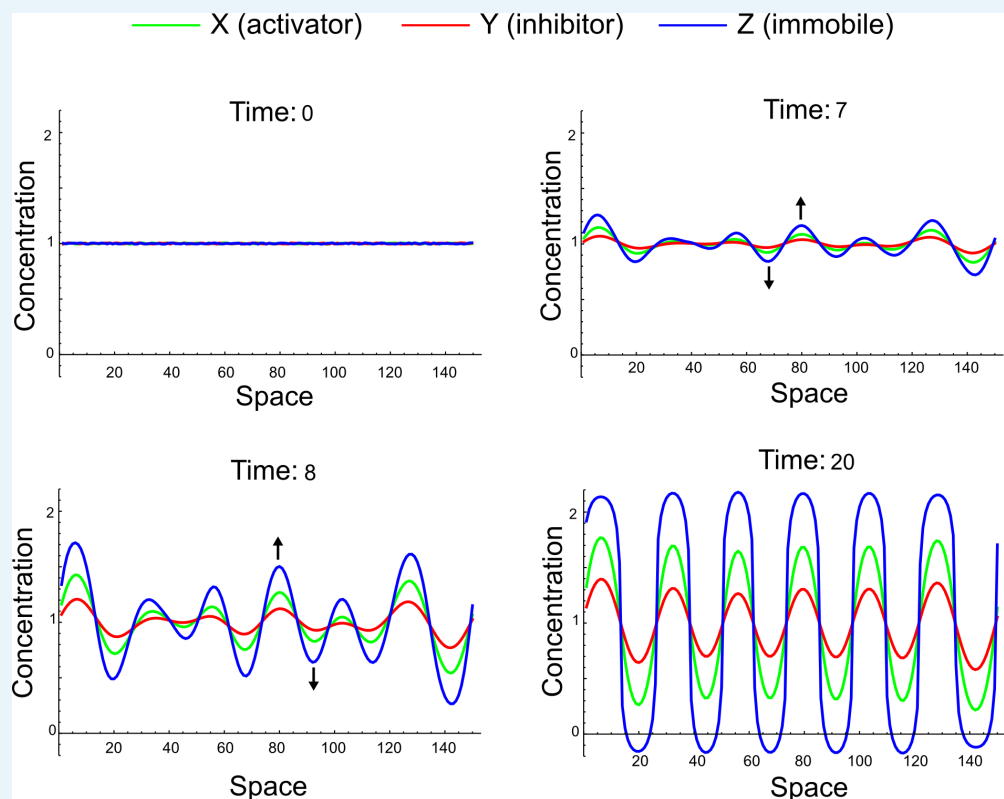 X (activator) Y (inhibitor) Z (immobile)
Time: 0
Concentration
2
1
0
20 40 60 80 100 120 140
Space
Time: 7
Concentration
2
1
0
20 40 60 80 100 120 140
Space
Time: 8
Concentration
2
1
0
20 40 60 80 100 120 140
Space
Time: 20
Concentration
2
1
0
20 40 60 80 100 120 140
Space